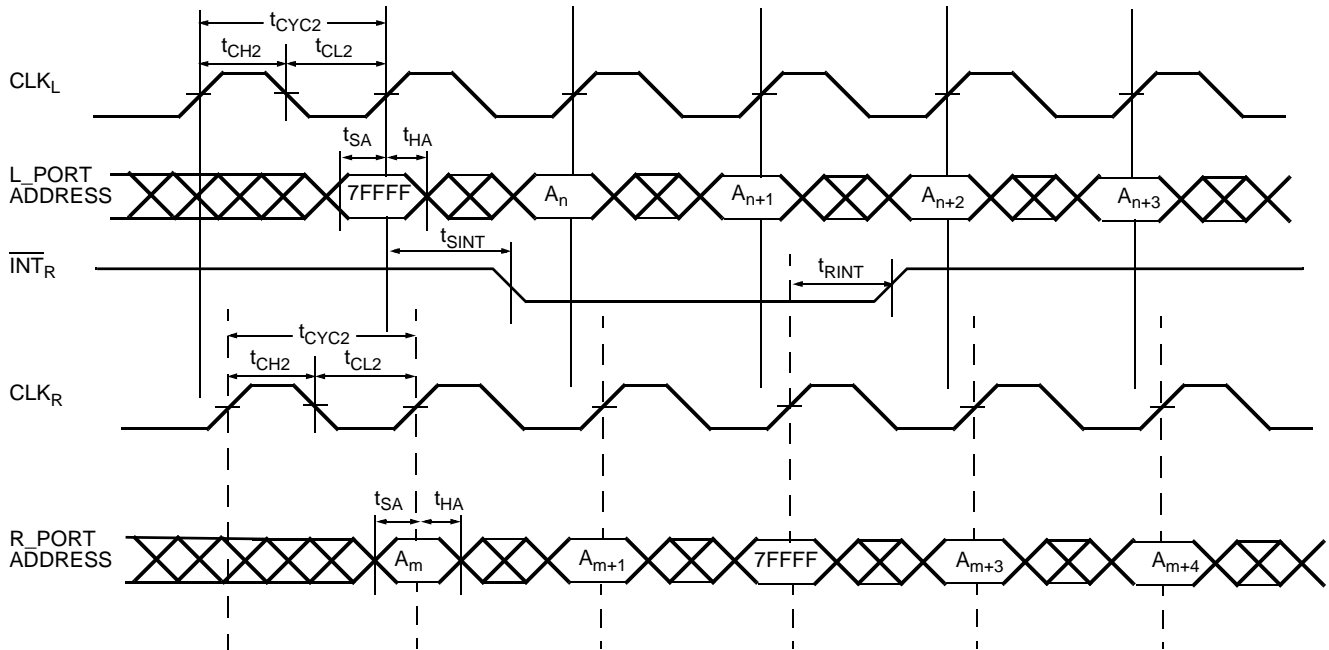 tCYC2
tCH2 tCL2
CLKL
tSA tHA
L_PORT
ADDRESS
7FFFF An An+1 An+2 An+3
tSINT
INTR
tRINT
tCYC2
tCH2 tCL2
CLKR
tSA tHA
R_PORT
ADDRESS
Am Am+1 7FFFF Am+3 Am+4